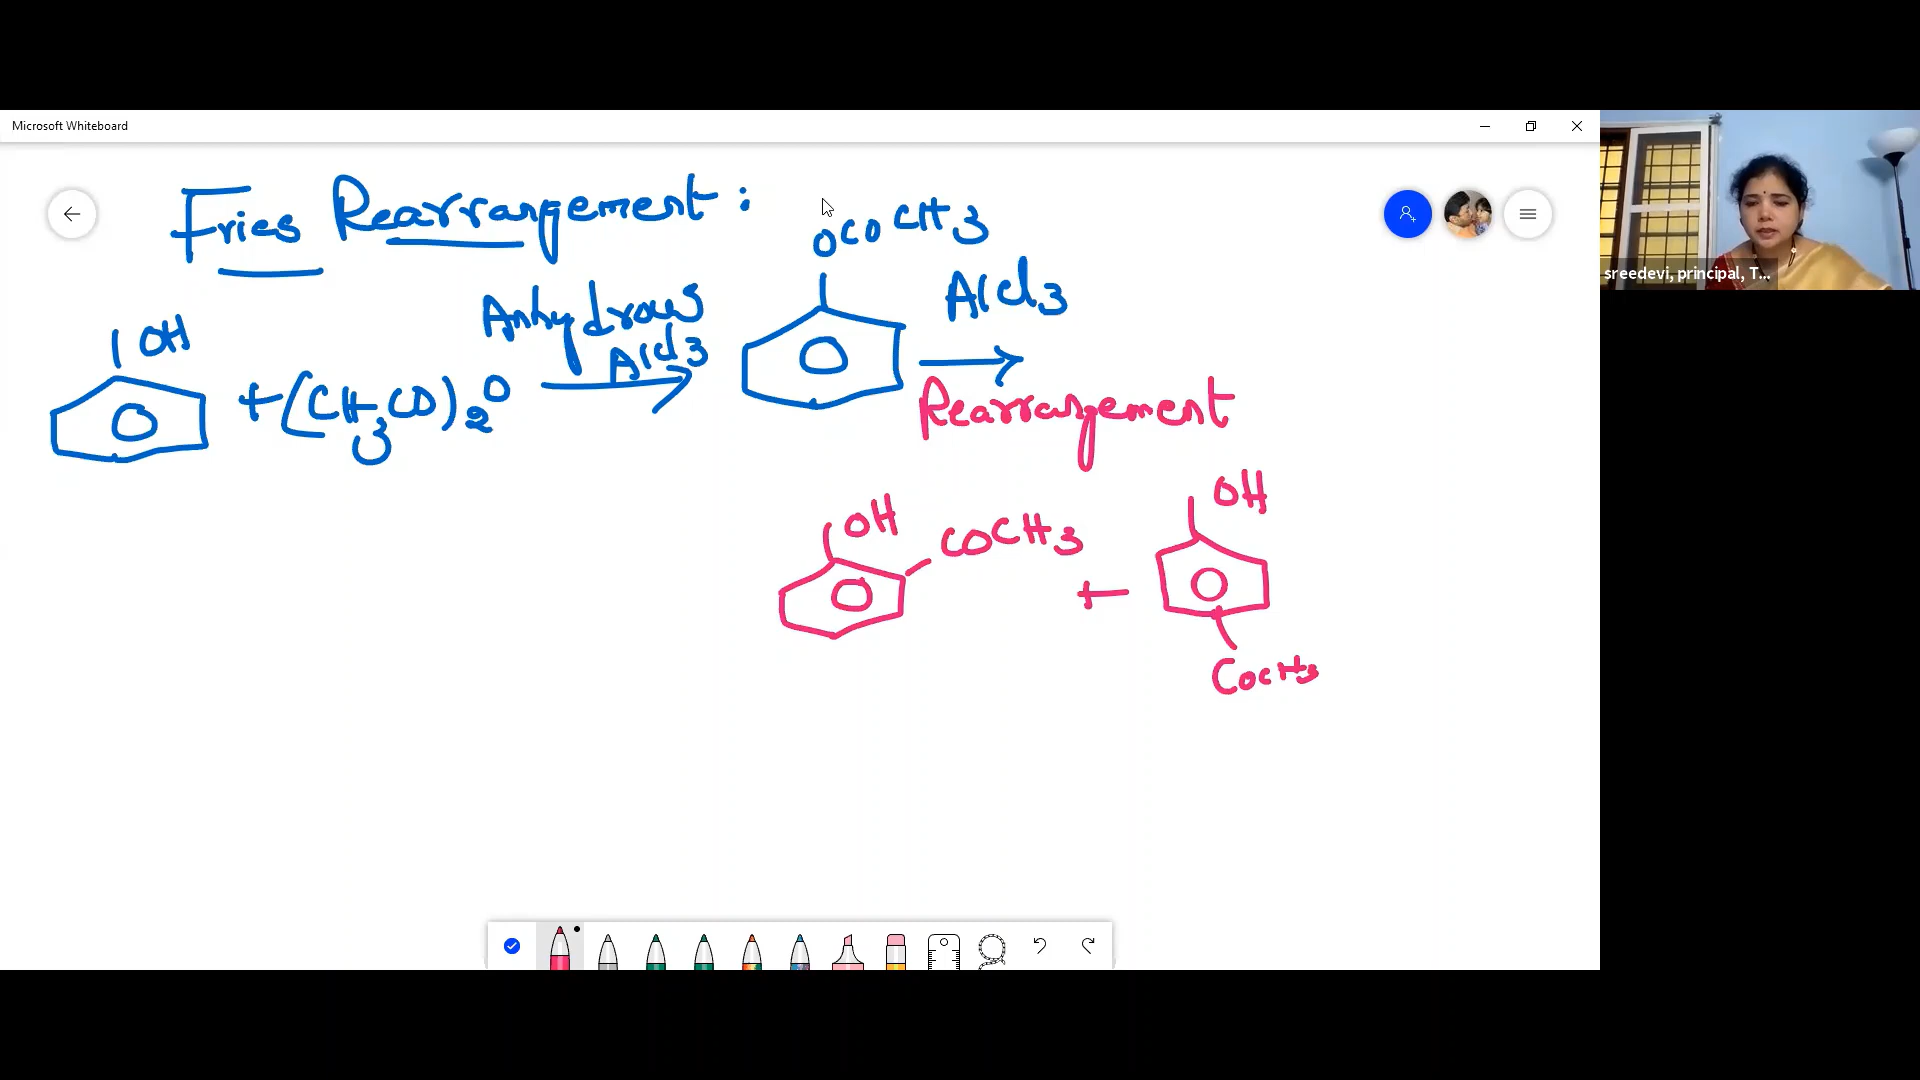 Microsoft Whiteboard
Fries Rearrangement :
OCOCH3
Anhydrous
AlCl3
AlCl3
OH
+ (CH3CO)2O
Rearrangement
OH
COCH3
+
OH
COCH3
sreedevi, principal, T...